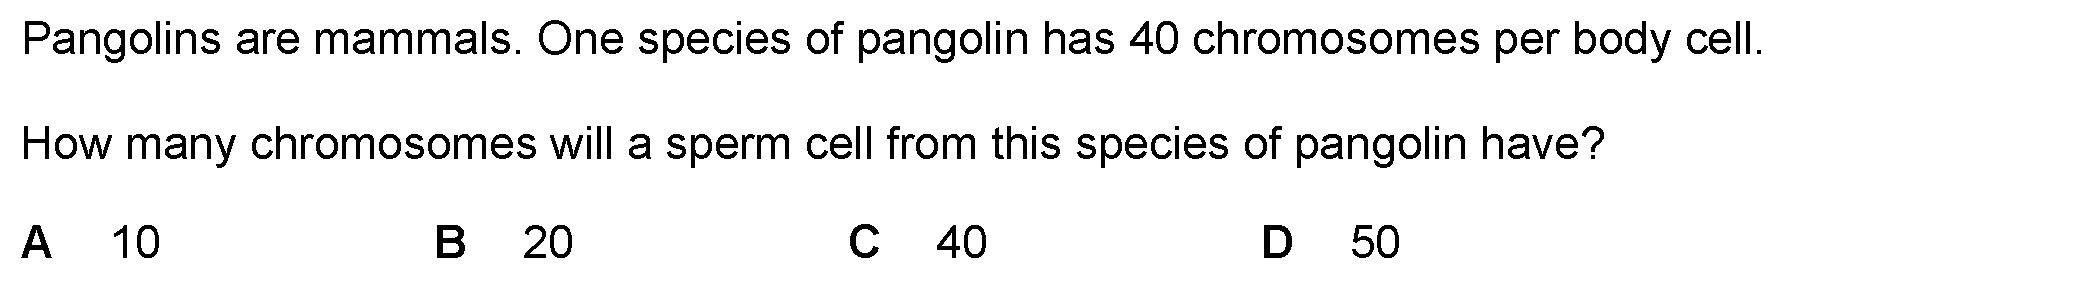 Pangolins are mammals. One species of pangolin has 40 chromosomes per body cell.
How many chromosomes will a sperm cell from this species of pangolin have?
A 10 B 20 C 40 D 50